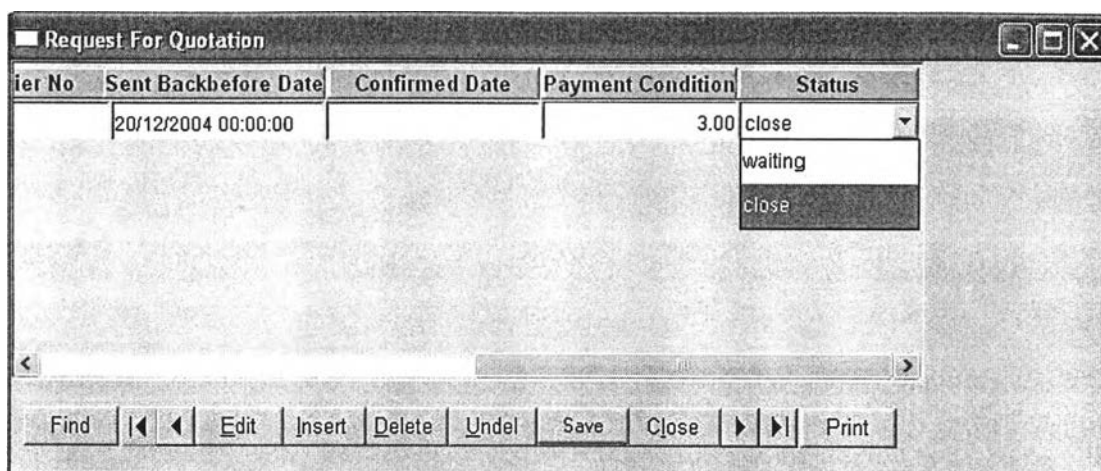 Request For Quotation
ier No Sent Backbefore Date Confirmed Date Payment Condition Status
20/12/2004 00:00:00 3.00 close
waiting
close
Find Edit Insert Delete Undel Save Close Print